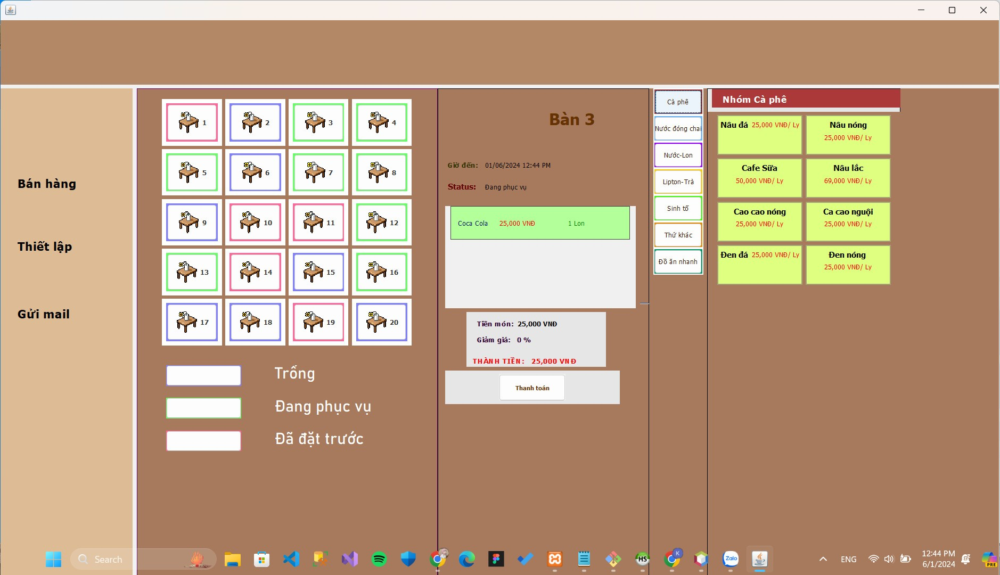 Bán hàng
Thiết lập
Gửi mail
1
2
3
4
5
6
7
8
9
10
11
12
13
14
15
16
17
18
19
20
Trống
Đang phục vụ
Đã đặt trước
Bàn 3
Giờ đến: 01/06/2024 12:44 PM
Status: Đang phục vụ
Coca Cola 25,000 VNĐ 1 Lon
Tiền món: 25,000 VNĐ
Giảm giá: 0 %
THÀNH TIỀN: 25,000 VNĐ
Thanh toán
Cà phê
Nước đóng chai
Nước-Lon
Lipton-Trà
Sinh tố
Thứ khác
Đồ ăn nhanh
Nhóm Cà phê
Nâu đá 25,000 VNĐ/ Ly
Nâu nóng
25,000 VNĐ/ Ly
Cafe Sữa
50,000 VNĐ/ Ly
Nâu lắc
69,000 VNĐ/ Ly
Cao cao nóng
25,000 VNĐ/ Ly
Ca cao nguội
25,000 VNĐ/ Ly
Đen đá 25,000 VNĐ/ Ly
Đen nóng
25,000 VNĐ/ Ly
Search
HS
K
Zalo
ENG
12:44 PM
6/1/2024
PRE